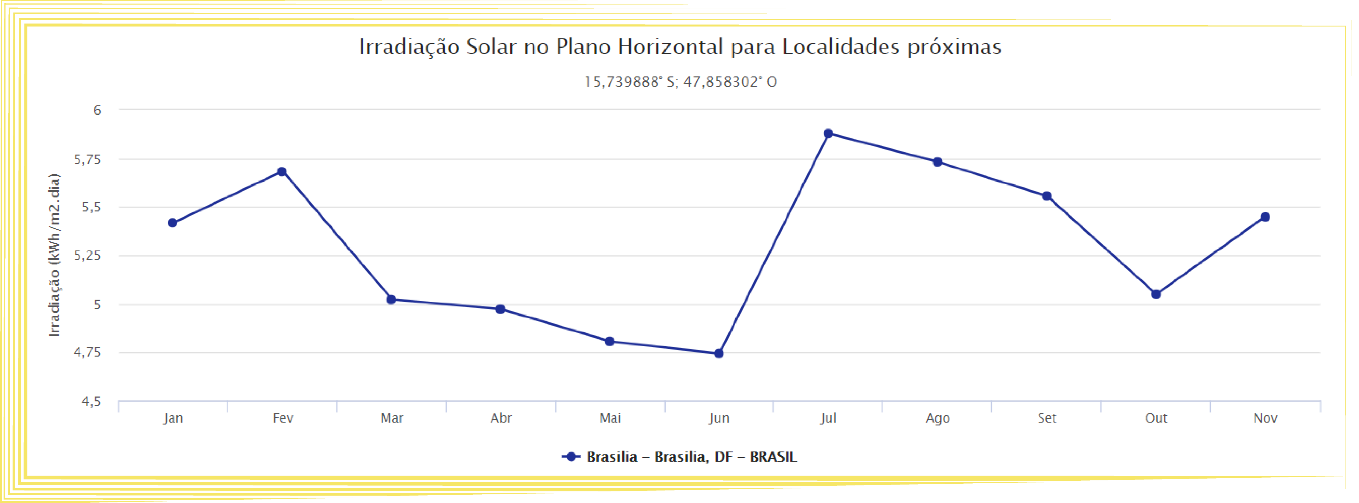 Irradiação Solar no Plano Horizontal para Localidades próximas
15,739888° S; 47,858302° O
6
5,75
5,5
5,25
5
4,75
4,5
Irradiação (kWh/m2.dia)
Jan Fev Mar Abr Mai Jun Jul Ago Set Out Nov
Brasilia – Brasilia, DF – BRASIL